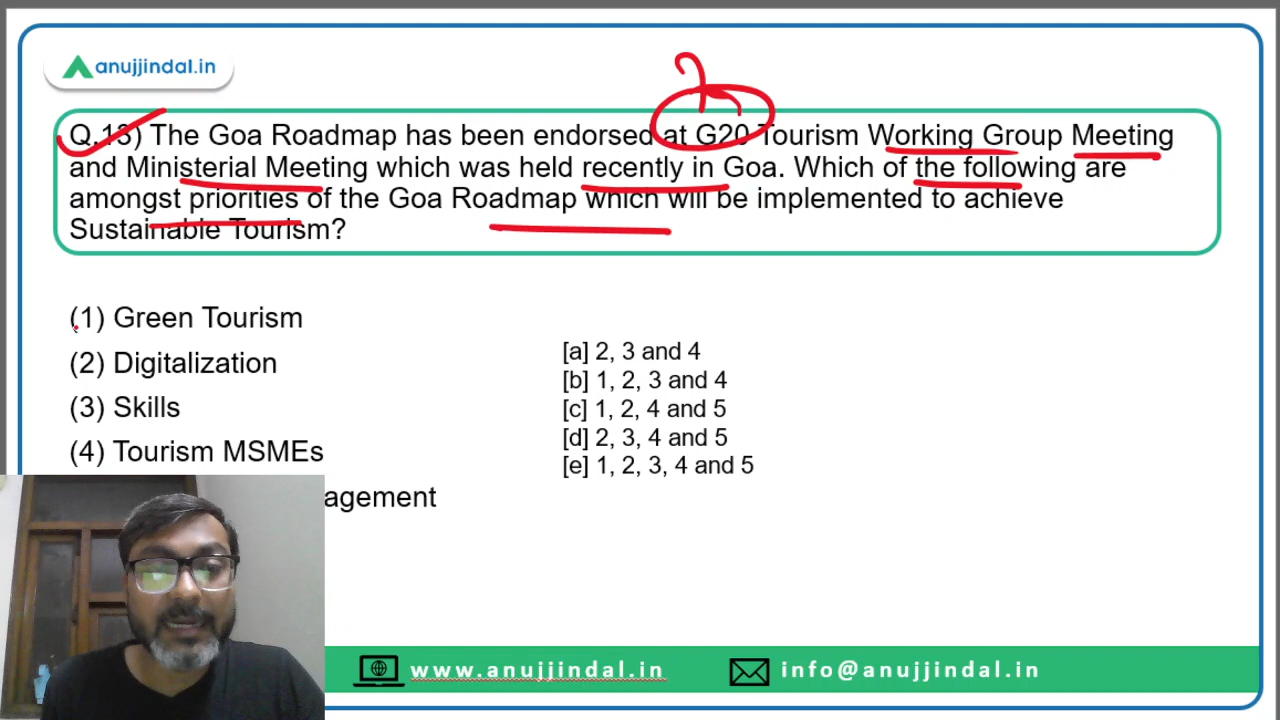 anujjindal.in
Q.13) The Goa Roadmap has been endorsed at G20 Tourism Working Group Meeting
and Ministerial Meeting which was held recently in Goa. Which of the following are
amongst priorities of the Goa Roadmap which will be implemented to achieve
Sustainable Tourism?
(1) Green Tourism
(2) Digitalization
(3) Skills
(4) Tourism MSMEs
agement
[a] 2, 3 and 4
[b] 1, 2, 3 and 4
[c] 1, 2, 4 and 5
[d] 2, 3, 4 and 5
[e] 1, 2, 3, 4 and 5
www.anujjindal.in
info@anujjindal.in